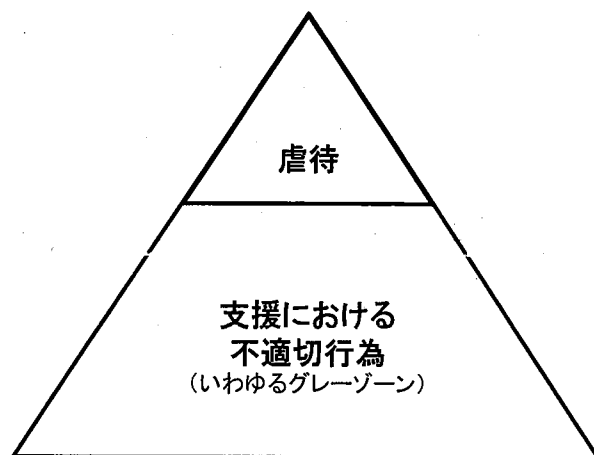 虐待
支援における
不適切行為
（いわゆるグレーゾーン）